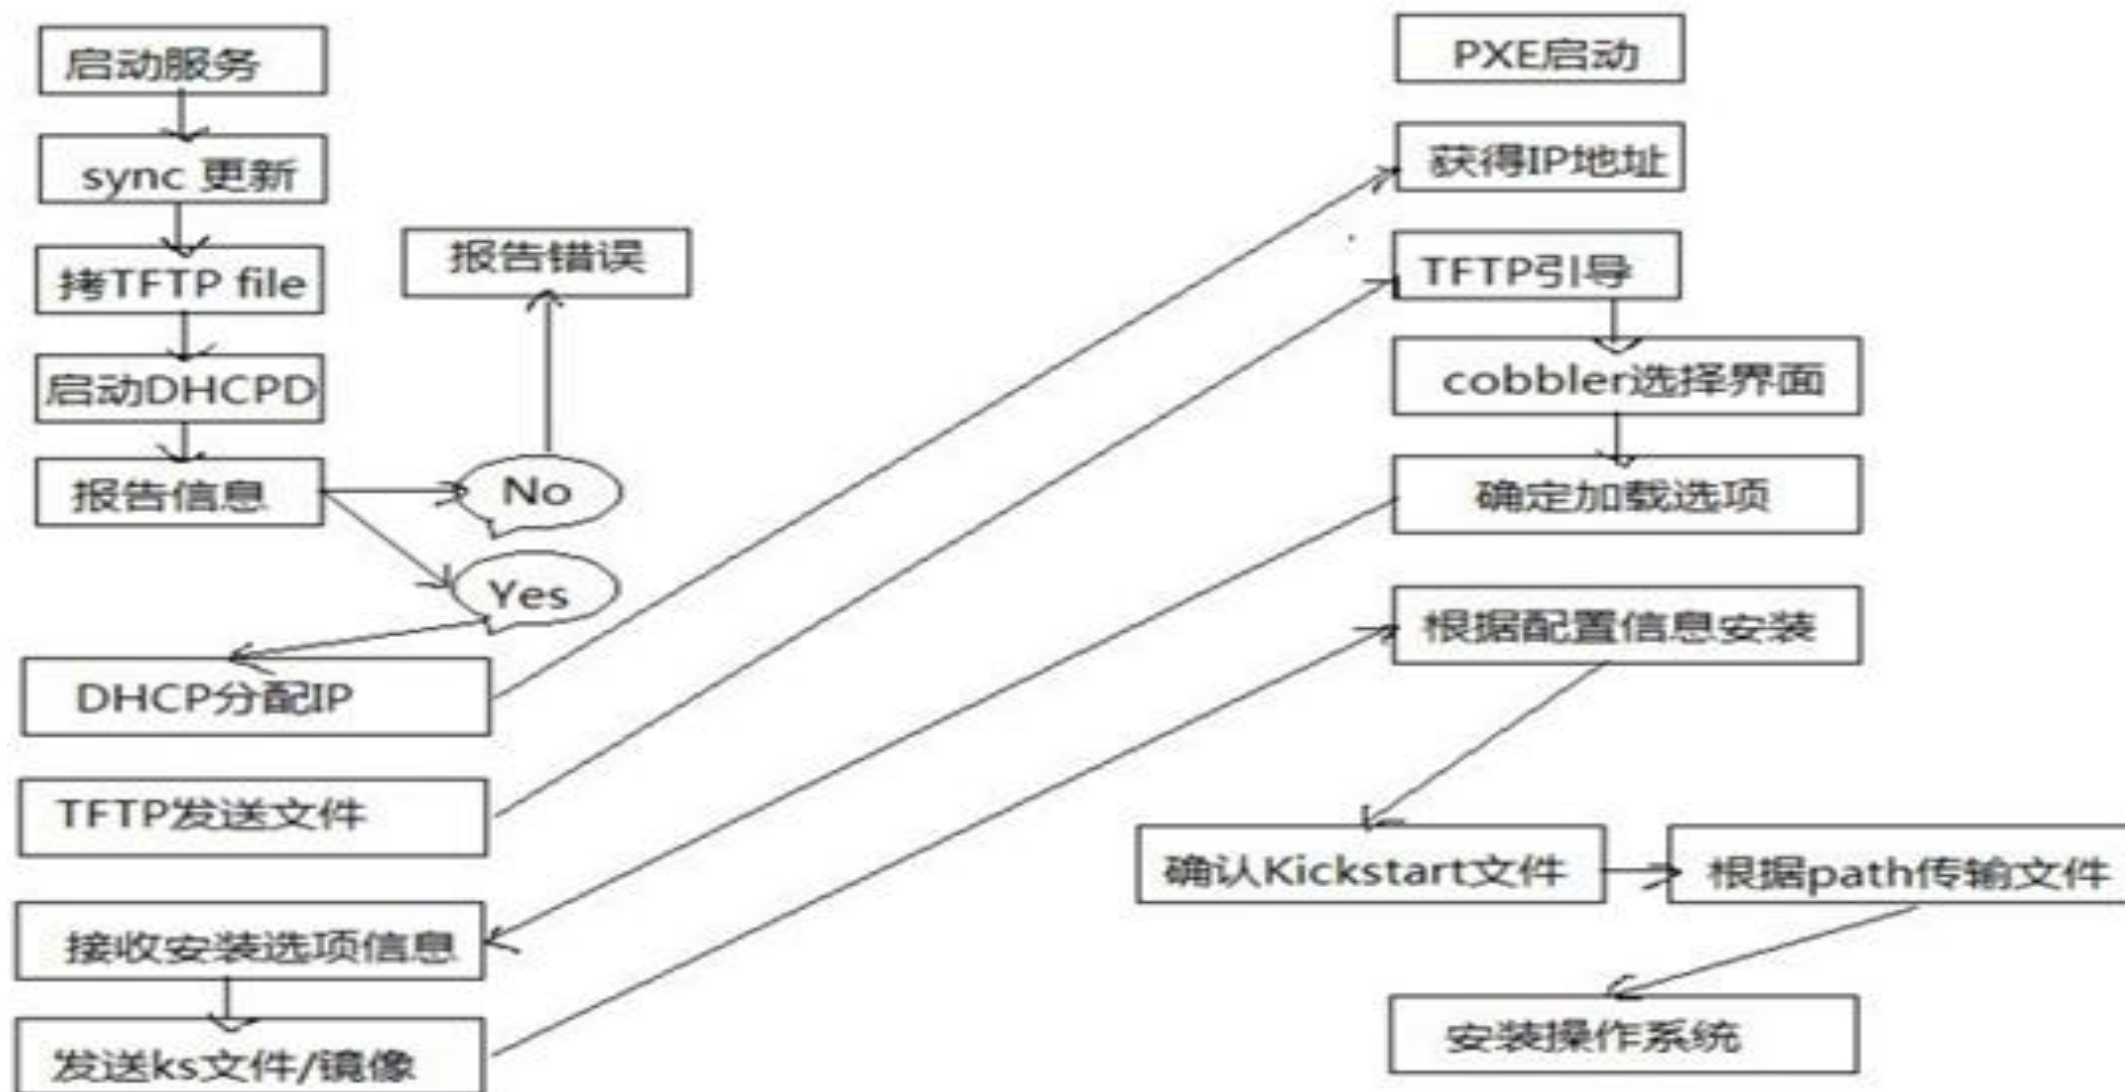 启动服务
sync 更新
拷TFTP file
启动DHCPD
报告信息
报告错误
No
Yes
DHCP分配IP
TFTP发送文件
接收安装选项信息
发送ks文件/镜像
PXE启动
获得IP地址
TFTP引导
cobbler选择界面
确定加载选项
根据配置信息安装
确认Kickstart文件
根据path传输文件
安装操作系统